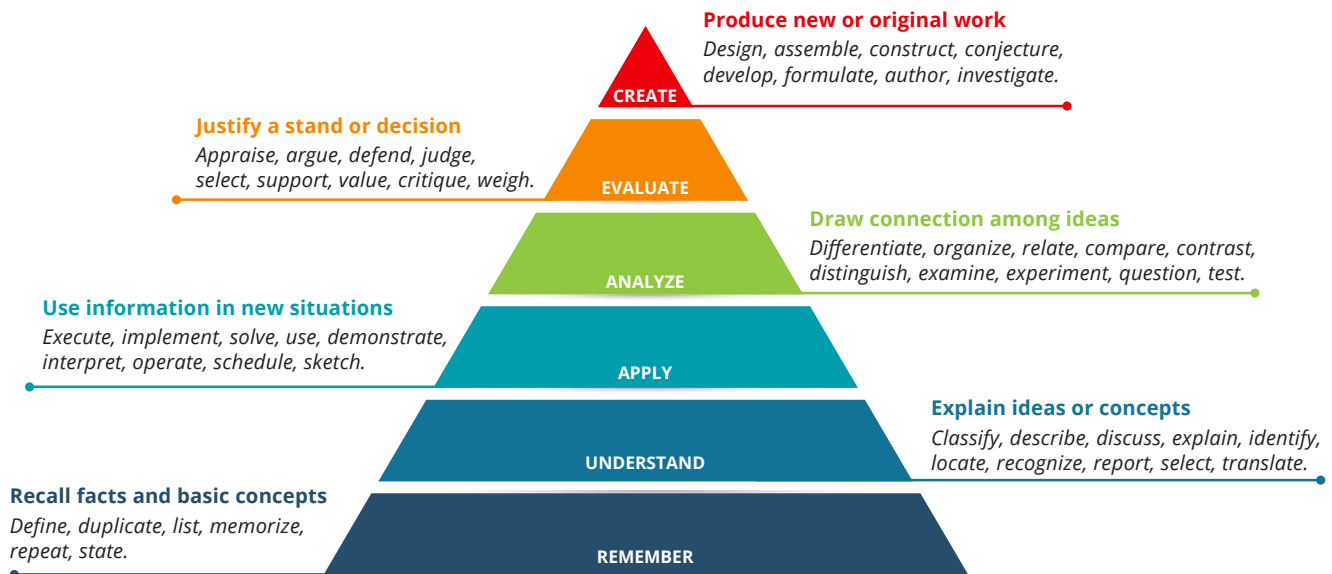 Produce new or original work
Design, assemble, construct, conjecture,
develop, formulate, author, investigate.
CREATE
Justify a stand or decision
Appraise, argue, defend, judge,
select, support, value, critique, weigh.
EVALUATE
Draw connection among ideas
Differentiate, organize, relate, compare, contrast,
distinguish, examine, experiment, question, test.
ANALYZE
Use information in new situations
Execute, implement, solve, use, demonstrate,
interpret, operate, schedule, sketch.
APPLY
Explain ideas or concepts
Classify, describe, discuss, explain, identify,
locate, recognize, report, select, translate.
UNDERSTAND
Recall facts and basic concepts
Define, duplicate, list, memorize,
repeat, state.
REMEMBER